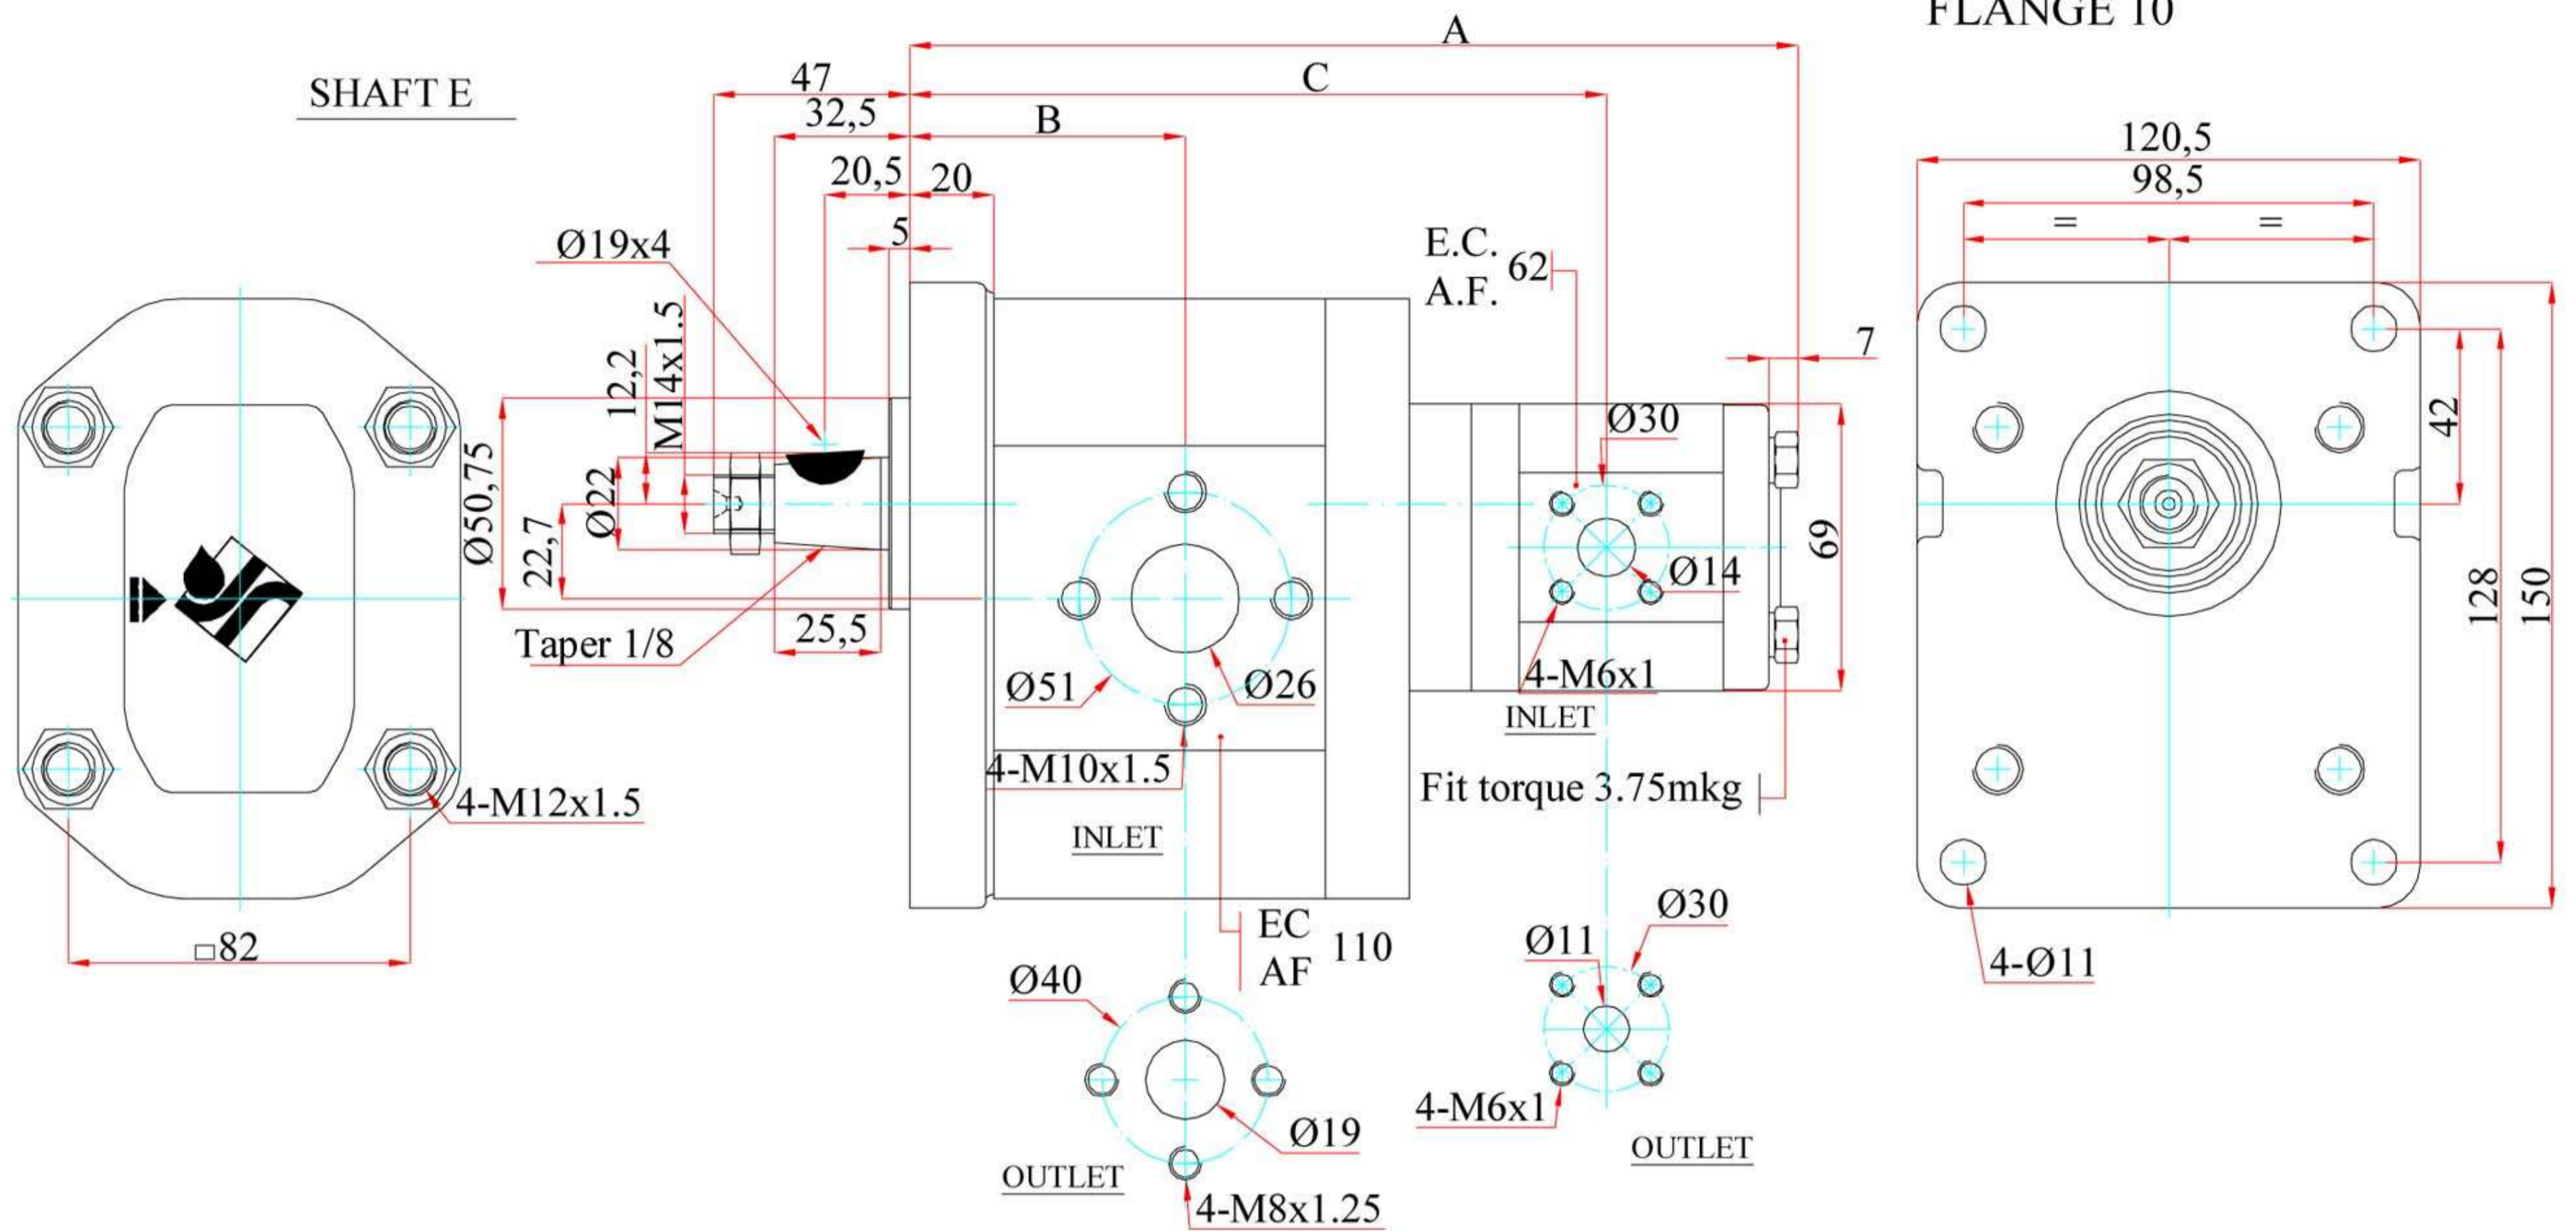 FLANGE 10
SHAFT E
A
47
C
32,5
B
20,5
20
5
Ø19x4
E.C.
A.F.
62
7
120,5
98,5
=
=
12,2
M14x1.5
Ø50,75
Ø22
22,7
Ø30
Ø14
69
42
128
150
Taper 1/8
25,5
Ø51
Ø26
4-M6x1
INLET
4-M10x1.5
Fit torque 3.75mkg
4-M12x1.5
INLET
□82
EC
AF
110
Ø30
Ø11
4-Ø11
Ø40
4-M6x1
Ø19
OUTLET
OUTLET
4-M8x1.25